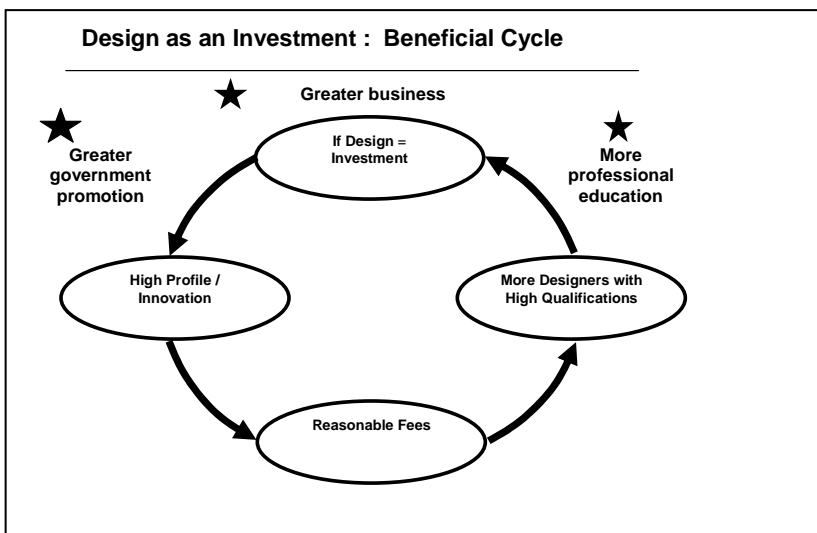 Design as an Investment : Beneficial Cycle
Greater business
If Design =
Investment
Greater
government
promotion
More
professional
education
High Profile /
Innovation
More Designers with
High Qualifications
Reasonable Fees